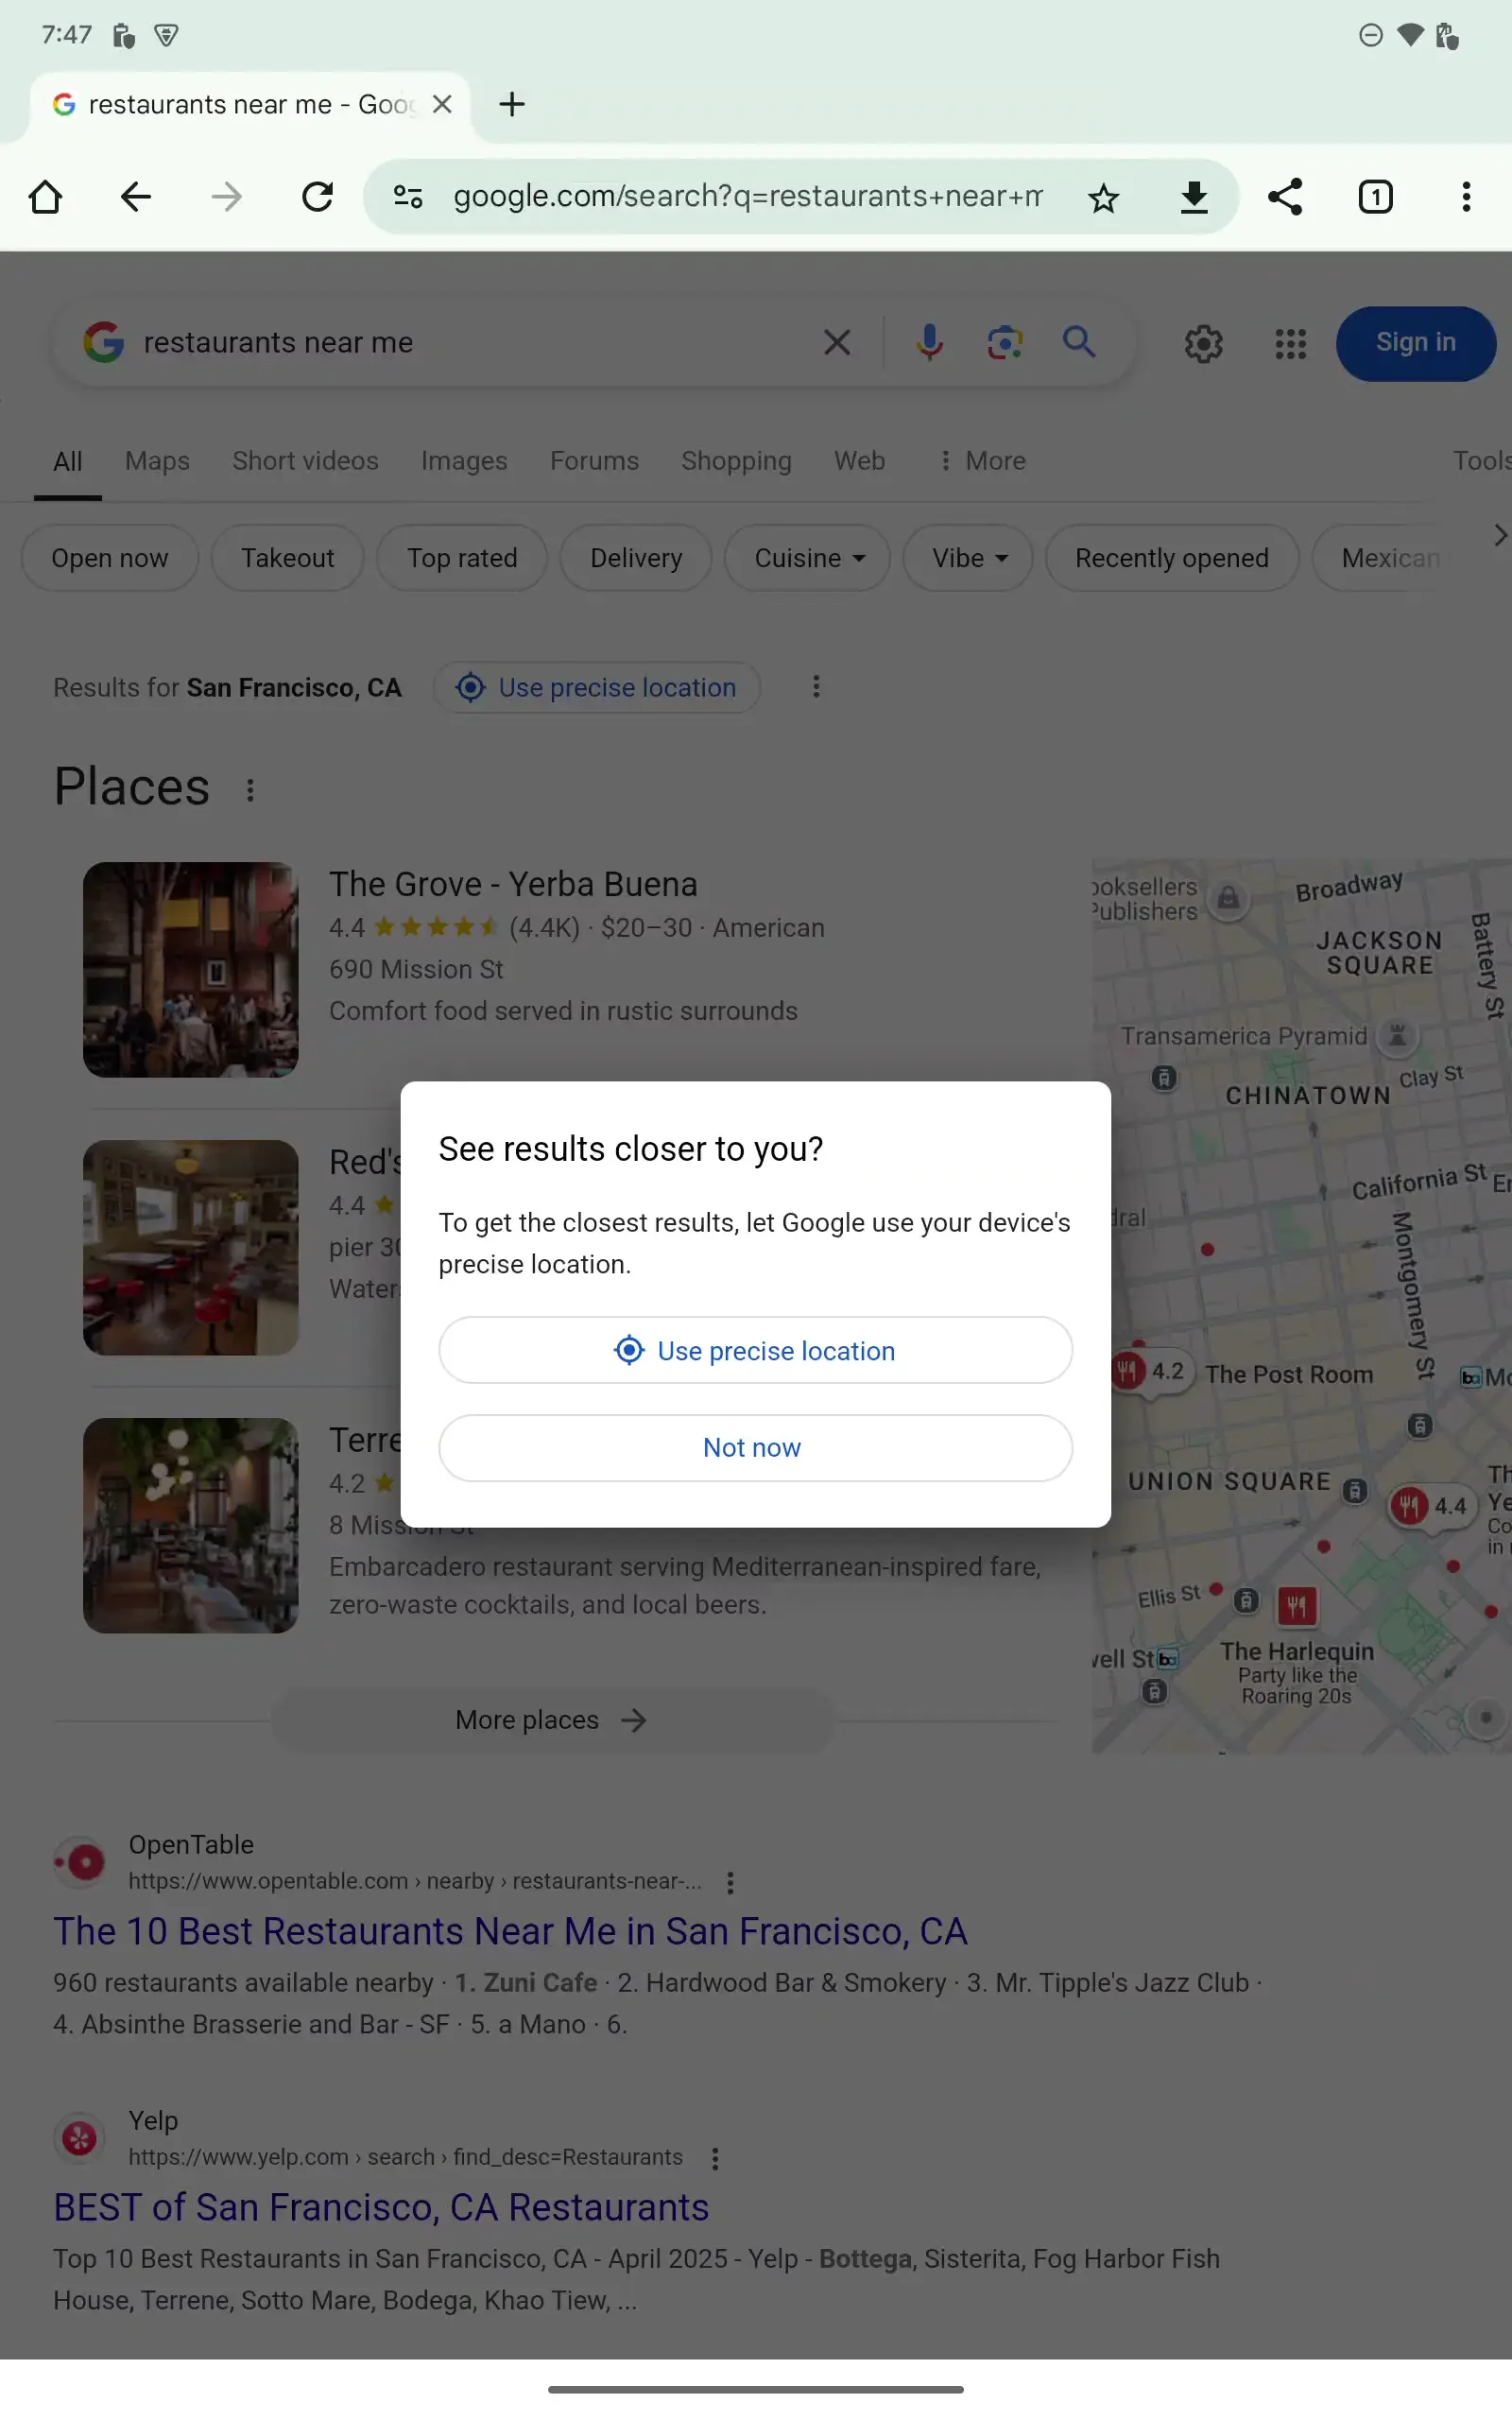 7:47
restaurants near me - Goog
google.com/search?q=restaurants+near+m
1
restaurants near me
Sign in
All
Maps
Short videos
Images
Forums
Shopping
Web
More
Tools
Open now
Takeout
Top rated
Delivery
Cuisine
Vibe
Recently opened
Mexican
Results for San Francisco, CA
Use precise location
Places
The Grove - Yerba Buena
4.4 (4.4K) · $20–30 · American
690 Mission St
Comfort food served in rustic surrounds
Red's
4.4
pier 30
Water
Terre
4.2
8 Mission St
Embarcadero restaurant serving Mediterranean-inspired fare,
zero-waste cocktails, and local beers.
More places
See results closer to you?
To get the closest results, let Google use your device's
precise location.
Use precise location
Not now
ooksellers
Publishers
Broadway
JACKSON
SQUARE
Battery St
Transamerica Pyramid
Clay St
CHINATOWN
California St
dral
Montgomery St
4.2
The Post Room
UNION SQUARE
4.4
Th
Ye
Co
in
Ellis St
The Harlequin
Party like the
Roaring 20s
well St
OpenTable
https://www.opentable.com › nearby › restaurants-near-...
The 10 Best Restaurants Near Me in San Francisco, CA
960 restaurants available nearby · 1. Zuni Cafe · 2. Hardwood Bar & Smokery · 3. Mr. Tipple's Jazz Club ·
4. Absinthe Brasserie and Bar - SF · 5. a Mano · 6.
Yelp
https://www.yelp.com › search › find_desc=Restaurants
BEST of San Francisco, CA Restaurants
Top 10 Best Restaurants in San Francisco, CA - April 2025 - Yelp - Bottega, Sisterita, Fog Harbor Fish
House, Terrene, Sotto Mare, Bodega, Khao Tiew, ...